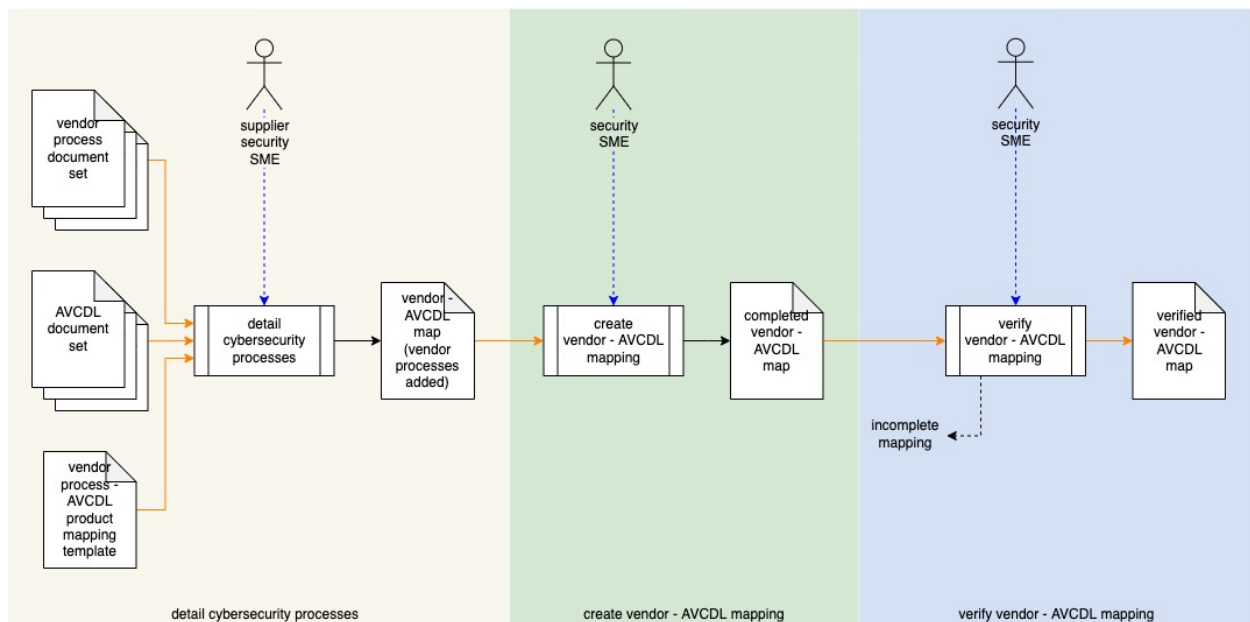 vendor
process
document
set
AVCDL
document
set
vendor
process -
AVCDL
product
mapping
template
supplier
security
SME
detail
cybersecurity
processes
vendor -
AVCDL
map
(vendor
processes
added)
detail cybersecurity processes
security
SME
create
vendor - AVCDL
mapping
completed
vendor -
AVCDL
map
create vendor - AVCDL mapping
security
SME
verify
vendor - AVCDL
mapping
incomplete
mapping
verified
vendor -
AVCDL
map
verify vendor - AVCDL mapping